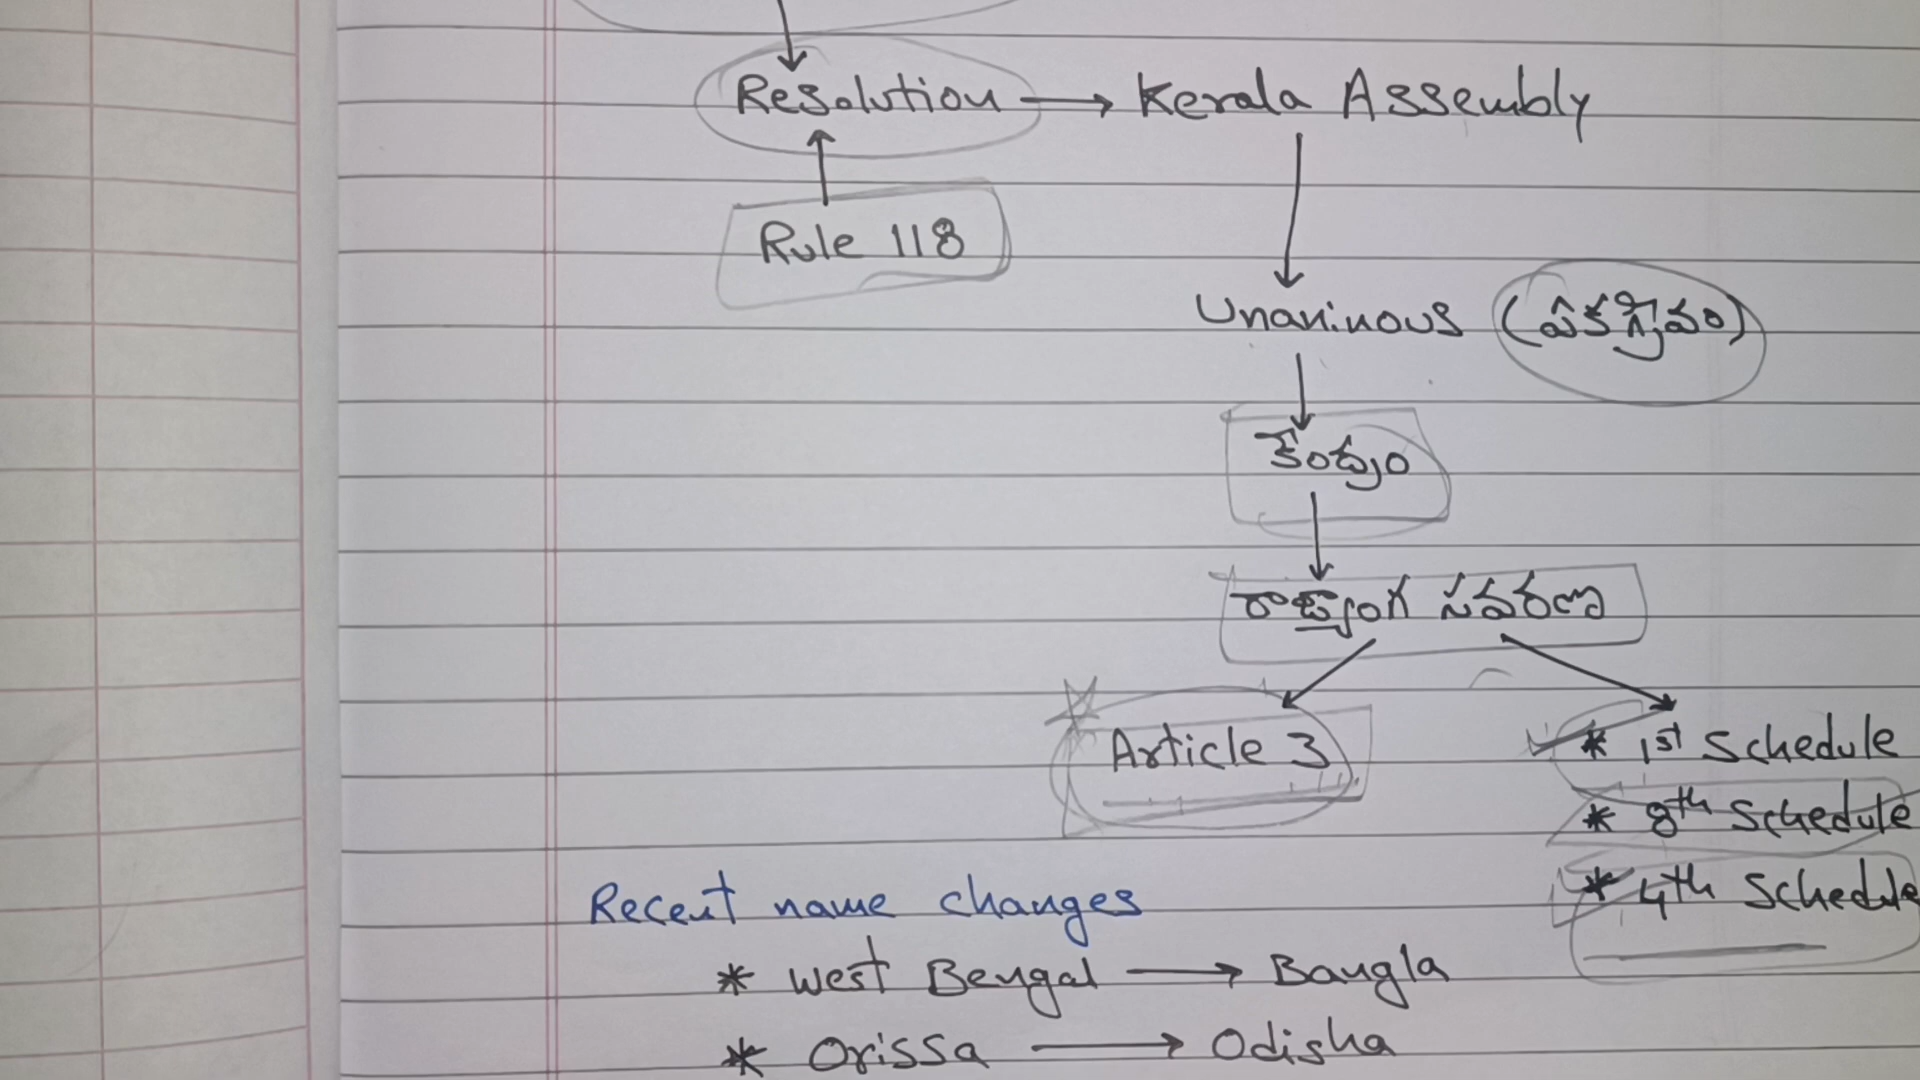 Resolution → Kerala Assembly
Rule 118
Unaninous (ఏకగ్రీవం)
కేంద్రం
రాజ్యాంగ సవరణ
Article 3
* 1st Schedule
* 8th Schedule
* 4th Schedule
Recent name changes
* West Bengal → Bangla
* Orissa → Odisha